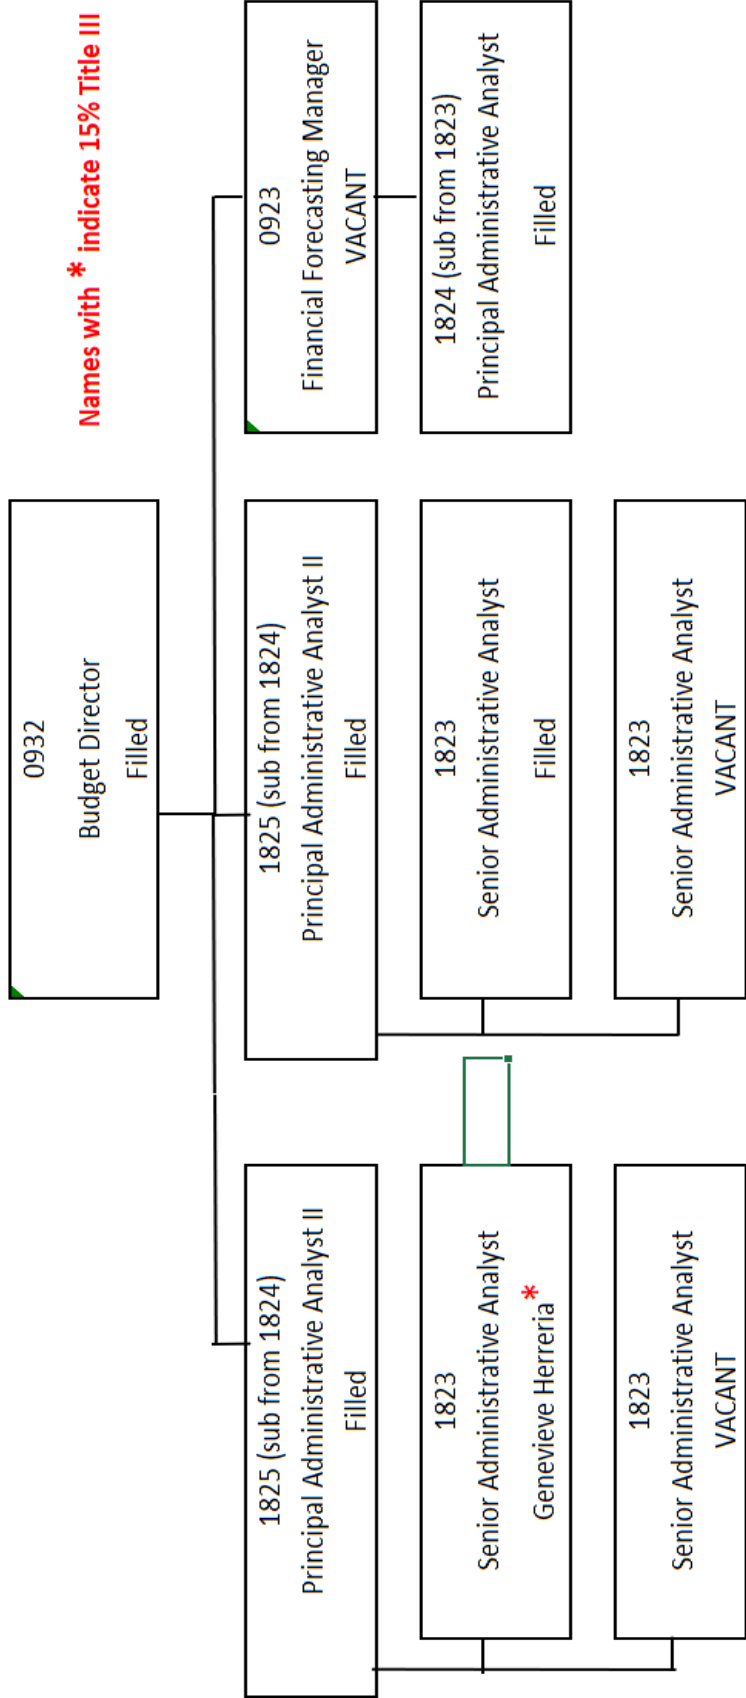 Names with * indicate 15% Title III
0932
Budget Director
Filled
1825 (sub from 1824)
Principal Administrative Analyst II
Filled
1825 (sub from 1824)
Principal Administrative Analyst II
Filled
0923
Financial Forecasting Manager
VACANT
1823
Senior Administrative Analyst
Genevieve Herreria*
1823
Senior Administrative Analyst
Filled
1824 (sub from 1823)
Principal Administrative Analyst
Filled
1823
Senior Administrative Analyst
VACANT
1823
Senior Administrative Analyst
VACANT